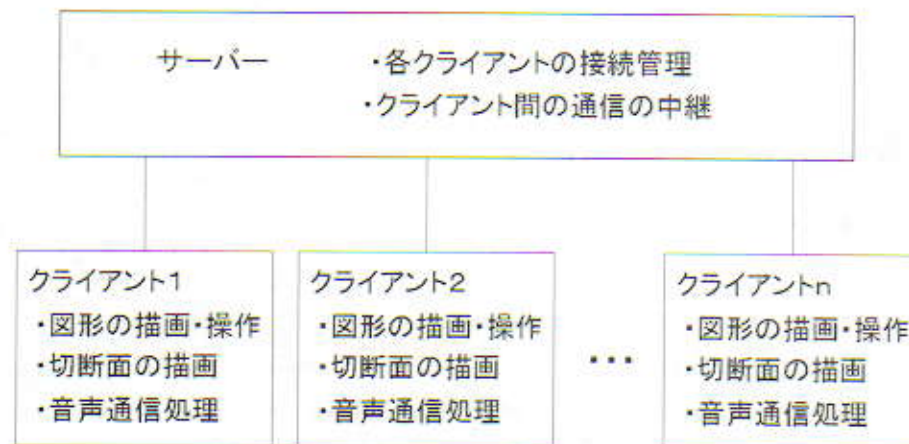 サーバー ・各クライアントの接続管理
・クライアント間の通信の中継
クライアント1
・図形の描画・操作
・切断面の描画
・音声通信処理
クライアント2
・図形の描画・操作
・切断面の描画
・音声通信処理
・・・
クライアントn
・図形の描画・操作
・切断面の描画
・音声通信処理